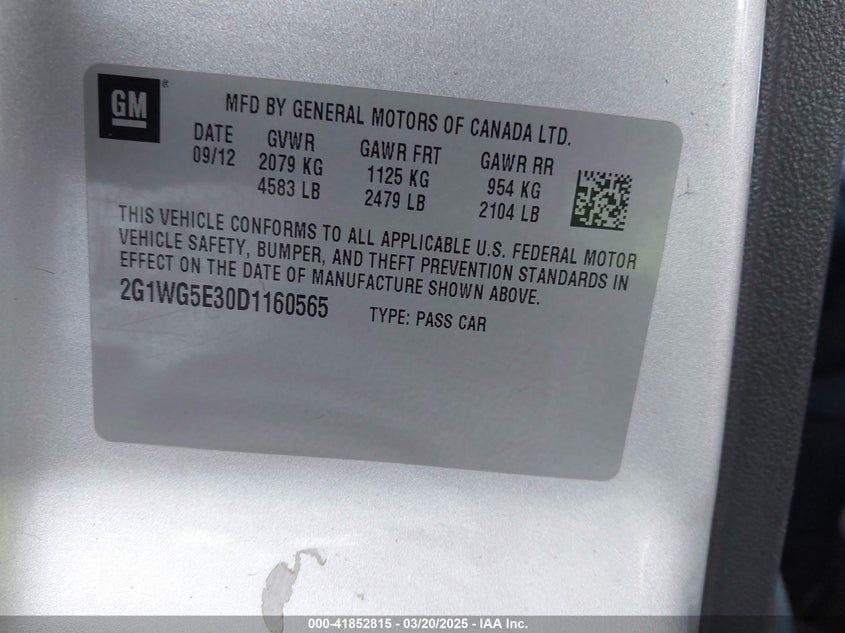 GM
MFD BY GENERAL MOTORS OF CANADA LTD.
DATE GVWR GAWR FRT GAWR RR
09/12 2079 KG 1125 KG 954 KG
4583 LB 2479 LB 2104 LB
THIS VEHICLE CONFORMS TO ALL APPLICABLE U.S. FEDERAL MOTOR
VEHICLE SAFETY, BUMPER, AND THEFT PREVENTION STANDARDS IN
EFFECT ON THE DATE OF MANUFACTURE SHOWN ABOVE.
2G1WG5E30D1160565 TYPE: PASS CAR
000-41852815 - 03/20/2025 - IAA Inc.